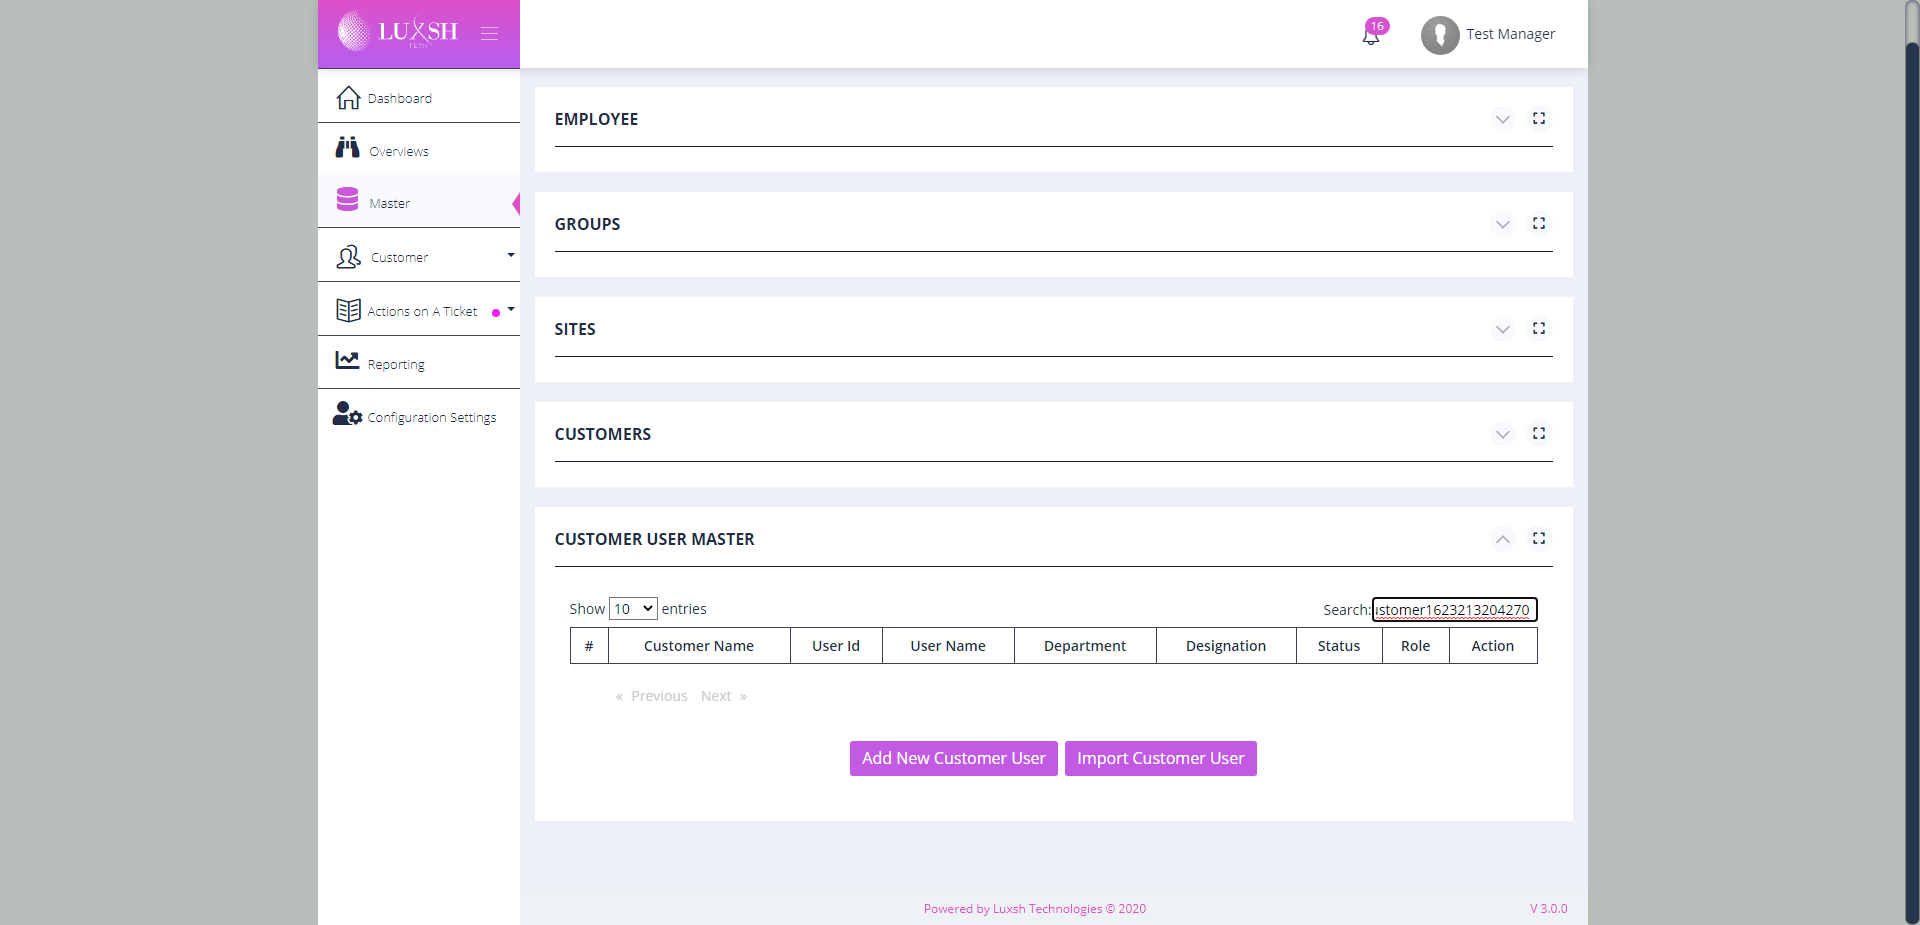 LUXSH
TECH
16
Test Manager
Dashboard
Overviews
Master
Customer
Actions on A Ticket
Reporting
Configuration Settings
EMPLOYEE
GROUPS
SITES
CUSTOMERS
CUSTOMER USER MASTER
Show 10 entries
Search: ustomer1623213204270
# Customer Name User Id User Name Department Designation Status Role Action
« Previous Next »
Add New Customer User Import Customer User
Powered by Luxsh Technologies © 2020
V 3.0.0